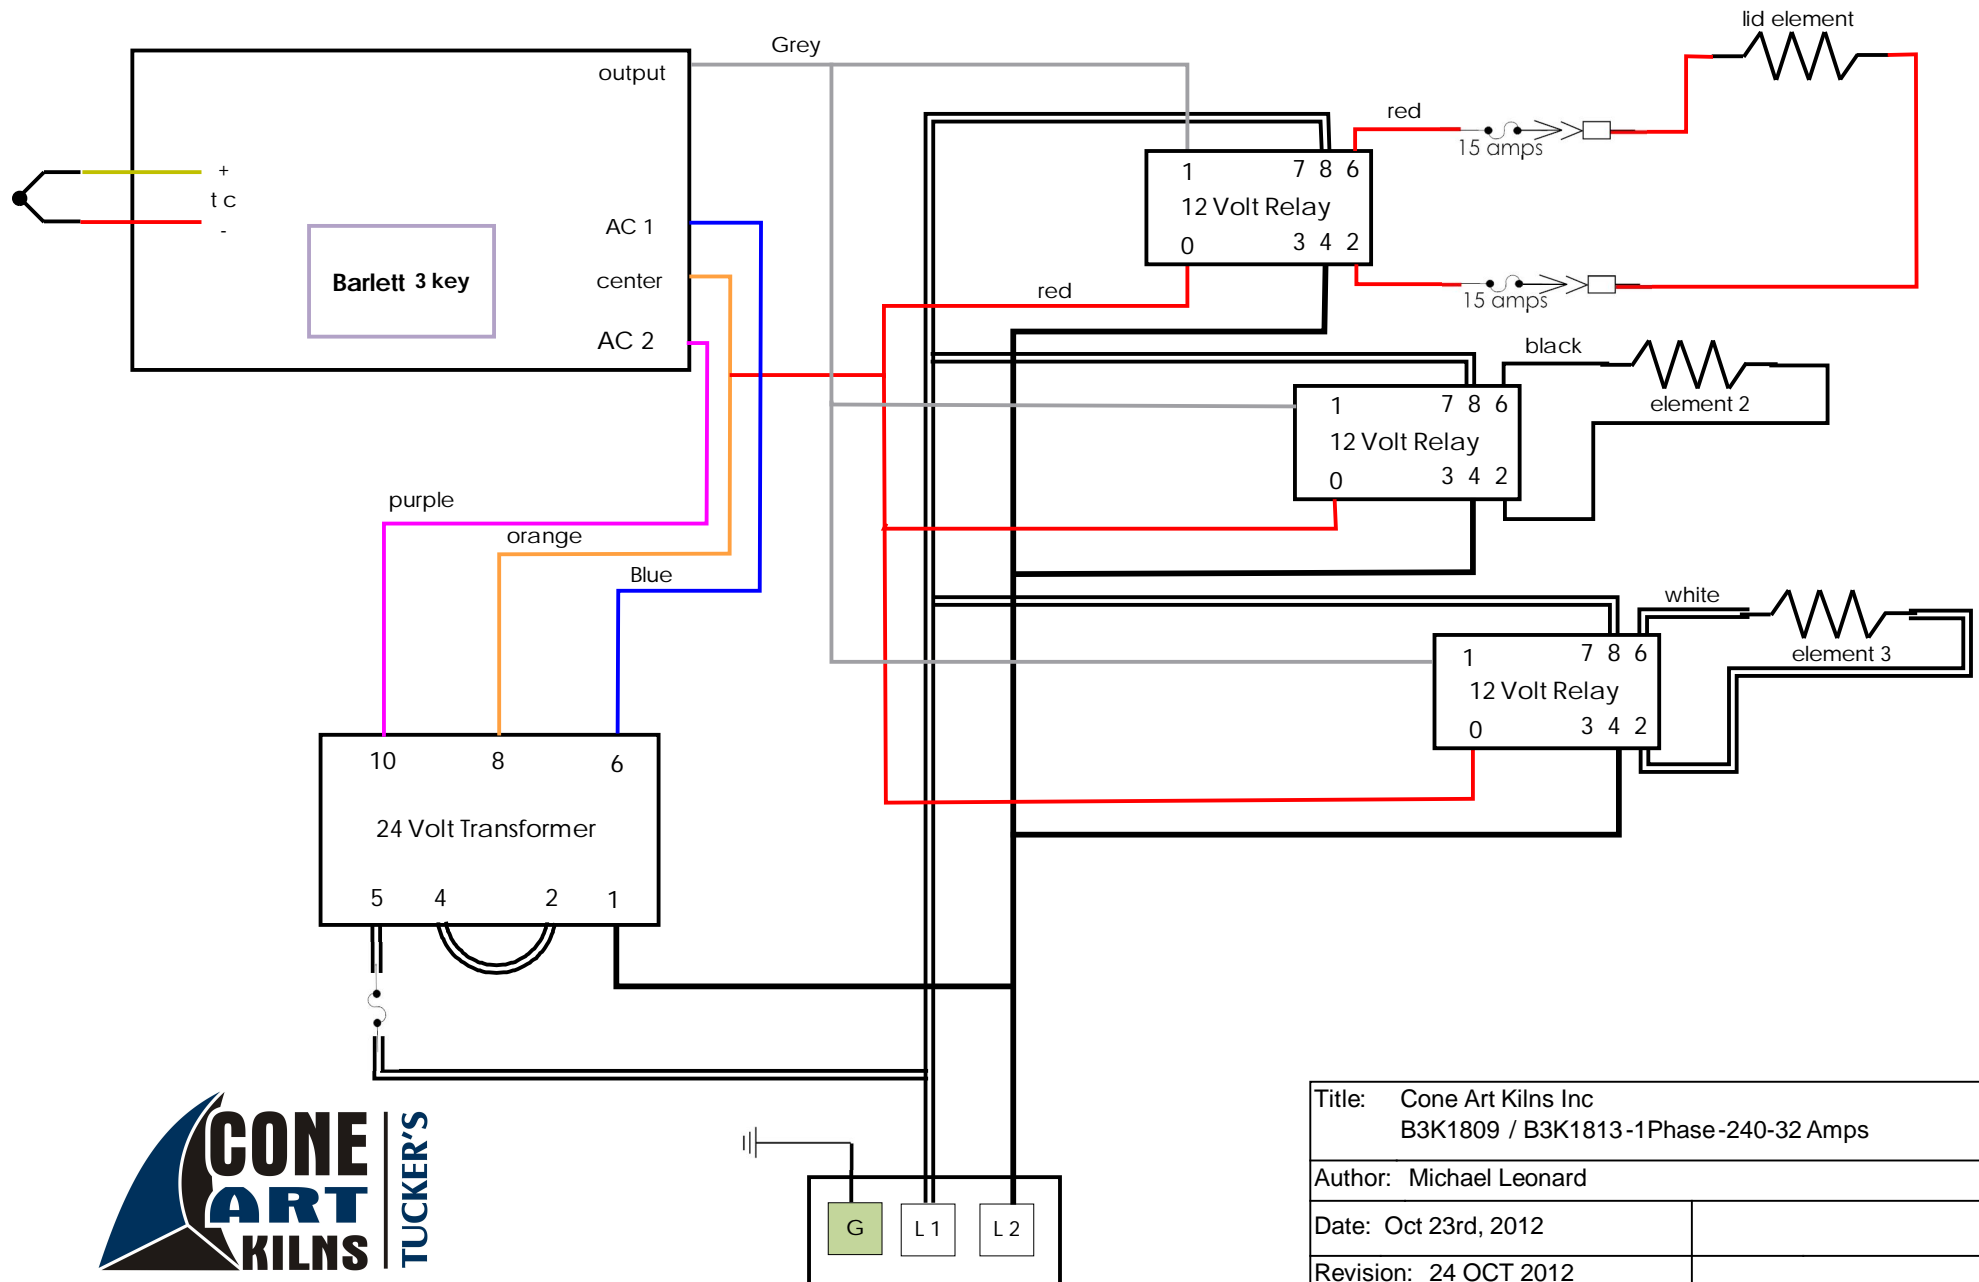 lid element
Grey
output
red
15 amps
+
t c
-
1 7 8 6
12 Volt Relay
0 3 4 2
AC 1
center
AC 2
Barlett 3 key
red
15 amps
black
element 2
1 7 8 6
12 Volt Relay
0 3 4 2
purple
orange
Blue
white
element 3
1 7 8 6
12 Volt Relay
0 3 4 2
10 8 6
24 Volt Transformer
5 4 2 1
CONE
ART
KILNS
TUCKER'S
G L 1 L 2
Title: Cone Art Kilns Inc
B3K1809 / B3K1813-1Phase-240-32 Amps
Author: Michael Leonard
Date: Oct 23rd, 2012
Revision: 24 OCT 2012